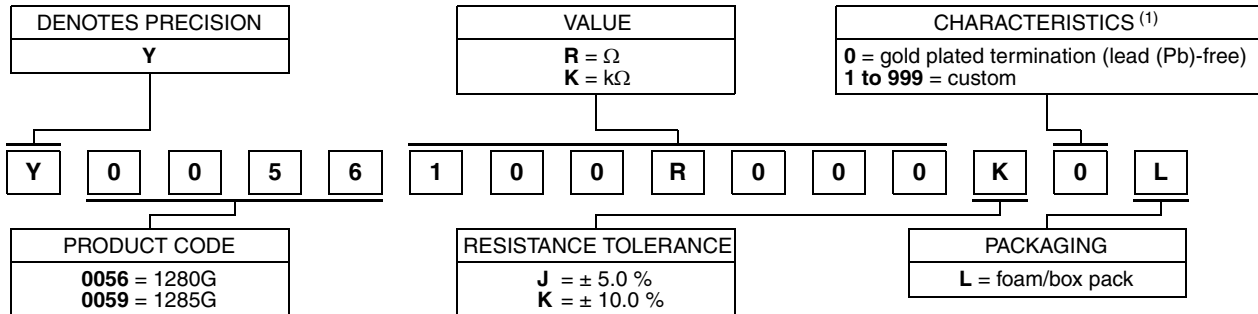 DENOTES PRECISION
Y
VALUE
R = Ω
K = kΩ
CHARACTERISTICS (1)
0 = gold plated termination (lead (Pb)-free)
1 to 999 = custom
Y 0 0 5 6 1 0 0 R 0 0 0 K 0 L
PRODUCT CODE
0056 = 1280G
0059 = 1285G
RESISTANCE TOLERANCE
J = ± 5.0 %
K = ± 10.0 %
PACKAGING
L = foam/box pack